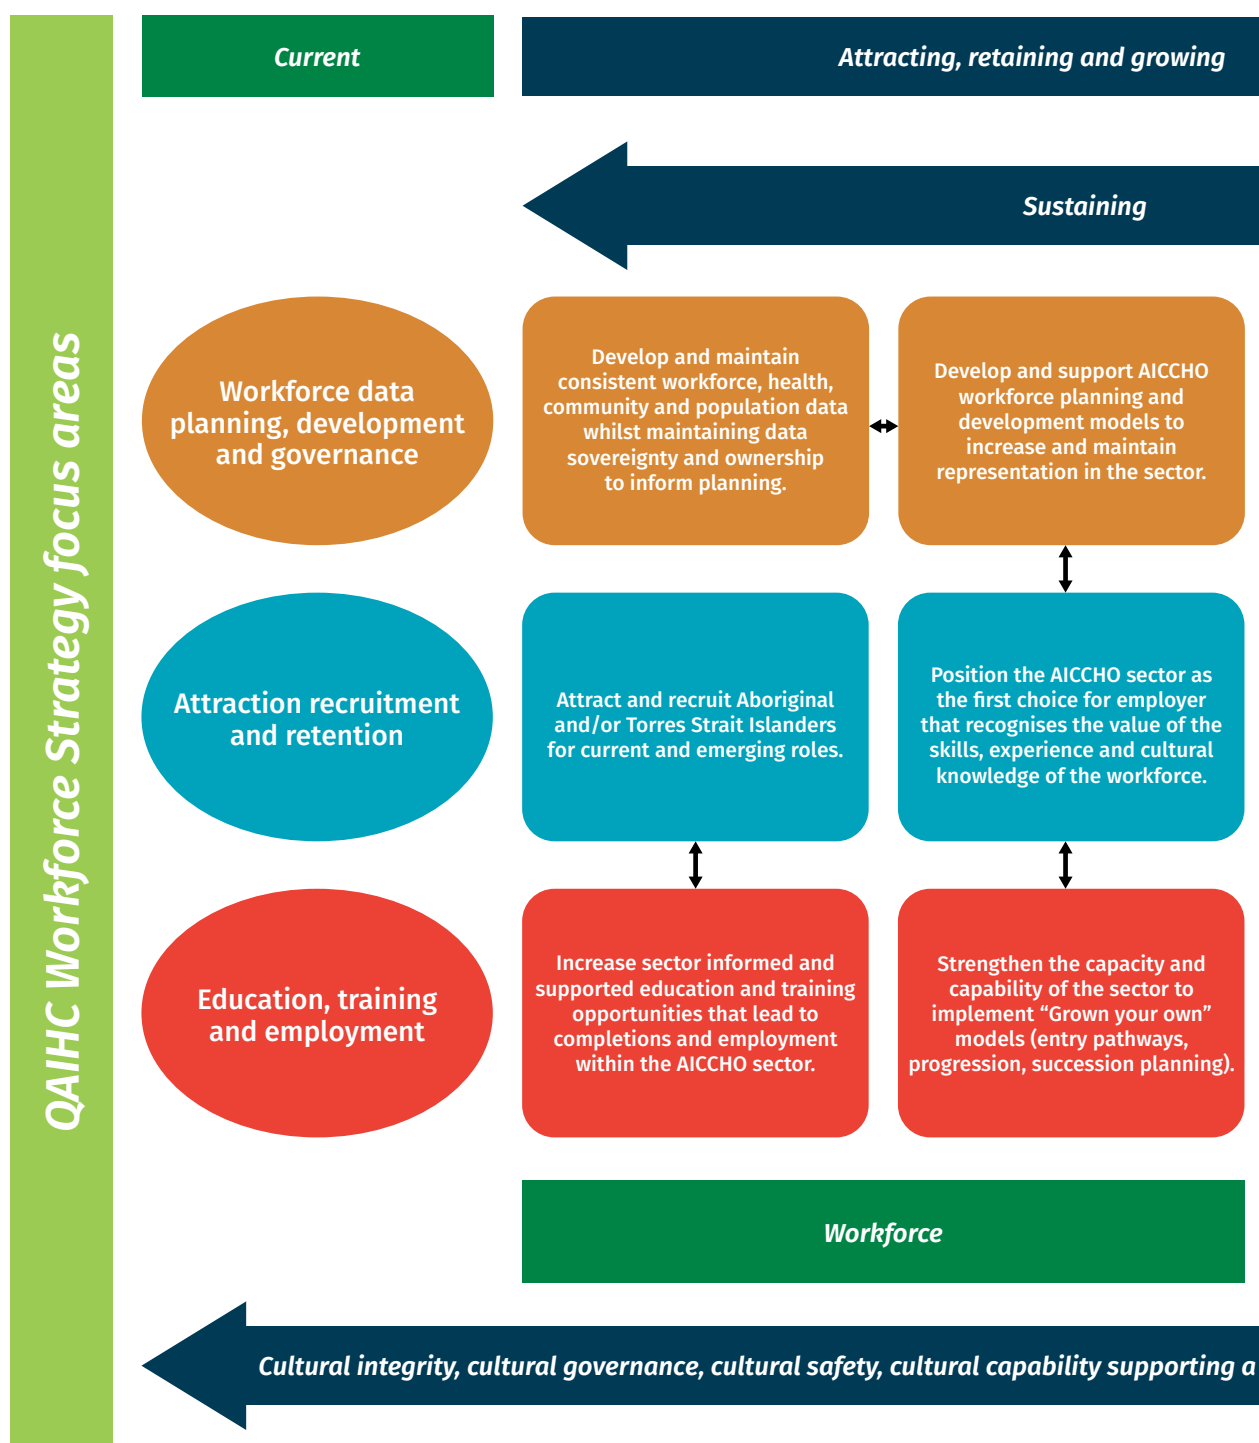 QAIHC Workforce Strategy focus areas
Current
Attracting, retaining and growing
Sustaining
Workforce data
planning, development
and governance
Develop and maintain
consistent workforce, health,
community and population data
whilst maintaining data
sovereignty and ownership
to inform planning.
Develop and support AICCHO
workforce planning and
development models to
increase and maintain
representation in the sector.
Attraction recruitment
and retention
Attract and recruit Aboriginal
and/or Torres Strait Islanders
for current and emerging roles.
Position the AICCHO sector as
the first choice for employer
that recognises the value of the
skills, experience and cultural
knowledge of the workforce.
Education, training
and employment
Increase sector informed and
supported education and training
opportunities that lead to
completions and employment
within the AICCHO sector.
Strengthen the capacity and
capability of the sector to
implement “Grown your own”
models (entry pathways,
progression, succession planning).
Workforce
Cultural integrity, cultural governance, cultural safety, cultural capability supporting a